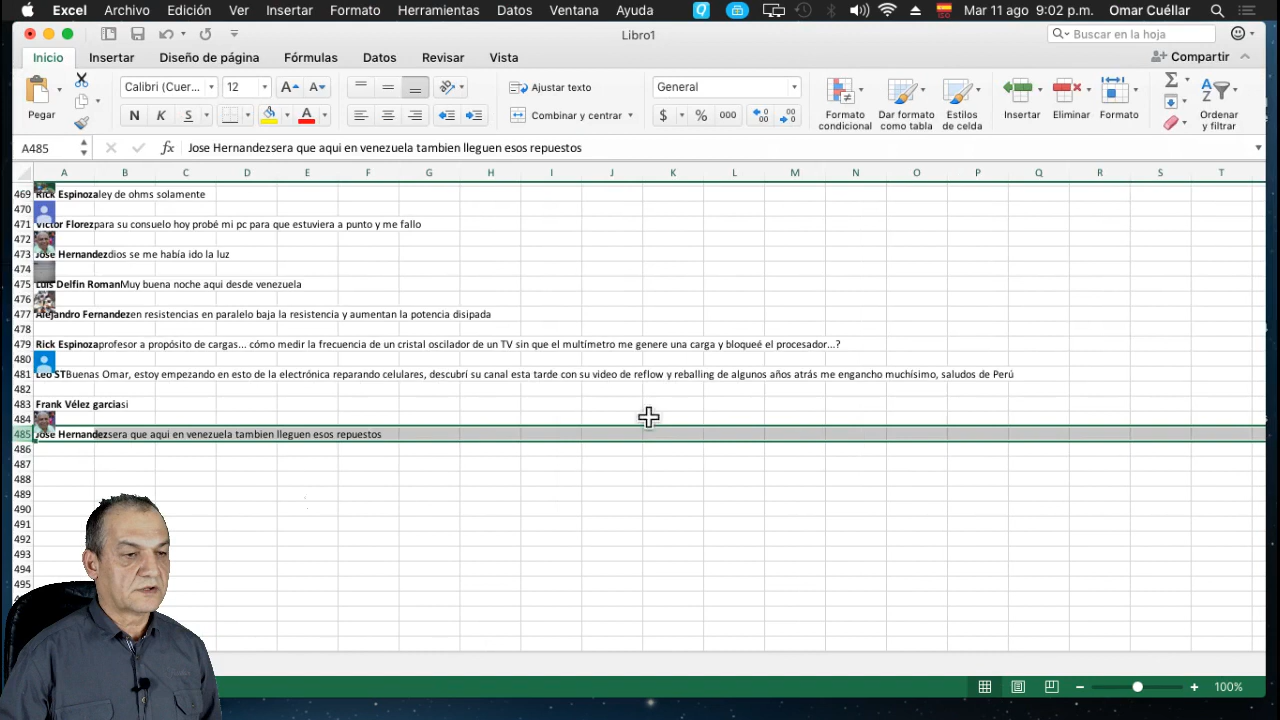 Excel Archivo Edición Ver Insertar Formato Herramientas Datos Ventana Ayuda Mar 11 ago 9:02 p.m. Omar Cuéllar
Libro1
Buscar en la hoja
Inicio Insertar Diseño de página Fórmulas Datos Revisar Vista Compartir
Pegar
Calibri (Cuer... 12
N K S
Ajustar texto
Combinar y centrar
General
$ % 000
Formato condicional
Dar formato como tabla
Estilos de celda
Insertar
Eliminar
Formato
Ordenar y filtrar
A485 fx Jose Hernandezsera que aqui en venezuela tambien lleguen esos repuestos
A B C D E F G H I J K L M N O P Q R S T
469 Rick Espinozaley de ohms solamente
470
471 Victor Florezpara su consuelo hoy probé mi pc para que estuviera a punto y me fallo
472
473 Jose Hernandezdios se me había ido la luz
474
475 Luis Delfin RomanMuy buena noche aqui desde venezuela
476
477 Alejandro Fernandezen resistencias en paralelo baja la resistencia y aumentan la potencia disipada
478
479 Rick Espinozaprofesor a propósito de cargas... cómo medir la frecuencia de un cristal oscilador de un TV sin que el multímetro me genere una carga y bloqueé el procesador...?
480
481 Leo STBuenas Omar, estoy empezando en esto de la electrónica reparando celulares, descubrí su canal esta tarde con su video de reflow y reballing de algunos años atrás me engancho muchísimo, saludos de Perú
482
483 Frank Vélez garciasi
484
485 Jose Hernandezsera que aqui en venezuela tambien lleguen esos repuestos
486
487
488
489
490
491
492
493
494
495
100%